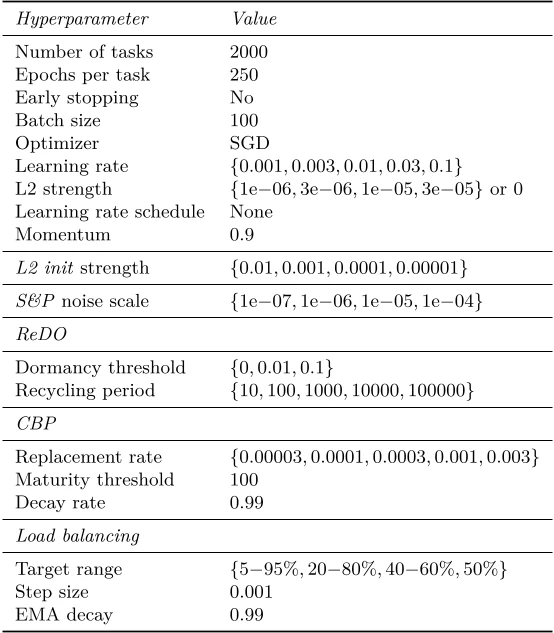 Hyperparameter Value
Number of tasks 2000
Epochs per task 250
Early stopping No
Batch size 100
Optimizer SGD
Learning rate {0.001, 0.003, 0.01, 0.03, 0.1}
L2 strength {1e−06, 3e−06, 1e−05, 3e−05} or 0
Learning rate schedule None
Momentum 0.9
L2 init strength {0.01, 0.001, 0.0001, 0.00001}
S&P noise scale {1e−07, 1e−06, 1e−05, 1e−04}
ReDO
Dormancy threshold {0, 0.01, 0.1}
Recycling period {10, 100, 1000, 10000, 100000}
CBP
Replacement rate {0.00003, 0.0001, 0.0003, 0.001, 0.003}
Maturity threshold 100
Decay rate 0.99
Load balancing
Target range {5−95%, 20−80%, 40−60%, 50%}
Step size 0.001
EMA decay 0.99